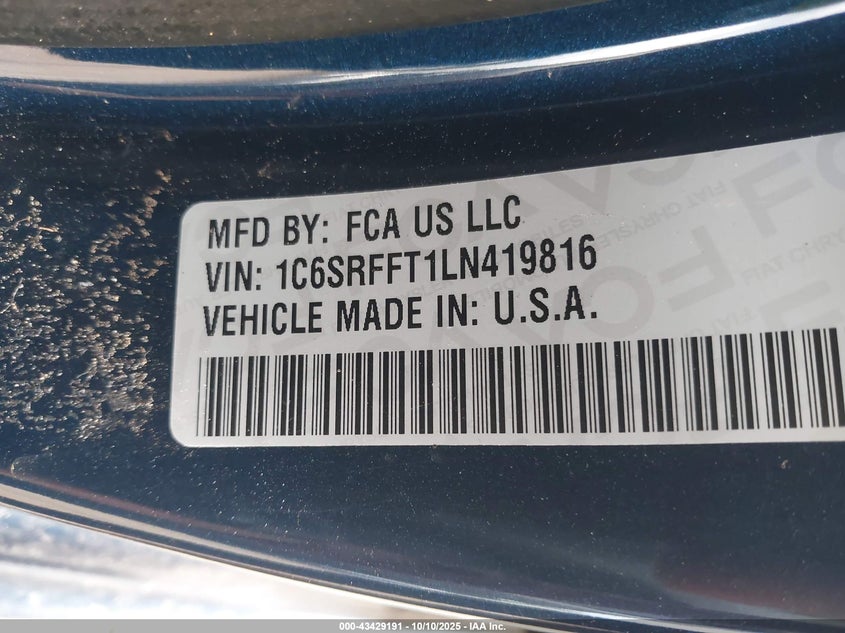 MFD BY: FCA US LLC
VIN: 1C6SRFFT1LN419816
VEHICLE MADE IN: U.S.A.
000-43429191 - 10/10/2025 - IAA Inc.